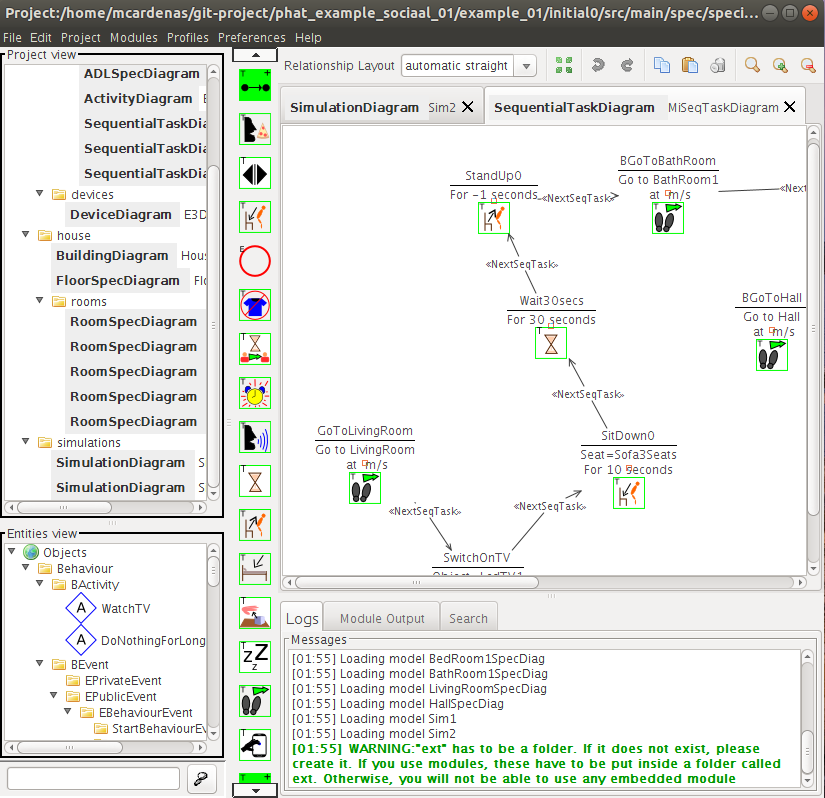 Project:/home/mcardenas/git-project/phat_example_sociaal_01/example_01/initial0/src/main/spec/speci...
File Edit Project Modules Profiles Preferences Help
Project view
ADLSpecDiagram
ActivityDiagram
SequentialTaskDia
SequentialTaskDia
SequentialTaskDia
devices
DeviceDiagram E3D
house
BuildingDiagram Hous
FloorSpecDiagram Flo
rooms
RoomSpecDiagram
RoomSpecDiagram
RoomSpecDiagram
RoomSpecDiagram
RoomSpecDiagram
simulations
SimulationDiagram S
SimulationDiagram S
Entities view
Objects
Behaviour
BActivity
A WatchTV
A DoNothingForLong
BEvent
EPrivateEvent
EPublicEvent
EBehaviourEvent
StartBehaviourEv
Relationship Layout automatic straight
SimulationDiagram Sim2
SequentialTaskDiagram MiSeqTaskDiagram
StandUp0
For -1 seconds
<<NextSeqTask>>
BGoToBathRoom
Go to BathRoom1
at m/s
<<Next
<<NextSeqTask>>
Wait30secs
For 30 seconds
BGoToHall
Go to Hall
at m/s
<<NextSeqTask>>
GoToLivingRoom
Go to LivingRoom
at m/s
SitDown0
Seat=Sofa3Seats
For 10 seconds
<<NextSeqTask>>
<<NextSeqTask>>
SwitchOnTV
Logs Module Output Search
Messages
[01:55] Loading model BedRoom1SpecDiag
[01:55] Loading model BathRoom1SpecDiag
[01:55] Loading model LivingRoomSpecDiag
[01:55] Loading model HallSpecDiag
[01:55] Loading model Sim1
[01:55] Loading model Sim2
[01:55] WARNING:"ext" has to be a folder. If it does not exist, please
create it. If you use modules, these have to be put inside a folder called
ext. Otherwise, you will not be able to use any embedded module